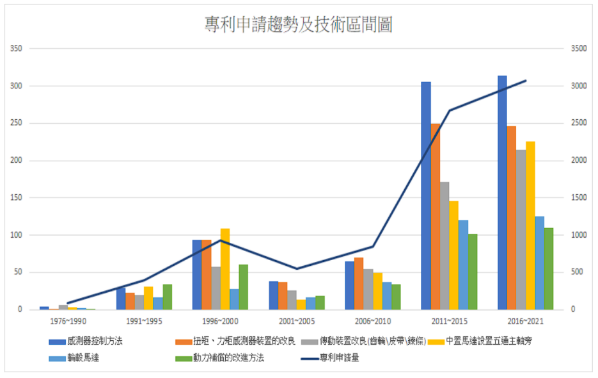 專利申請趨勢及技術區間圖
350 3500
300 3000
250 2500
200 2000
150 1500
100 1000
50 500
0 0
1976~1990 1991~1995 1996~2000 2001~2005 2006~2010 2011~2015 2016~2021
感測器控制方法 扭矩、力矩感測器裝置的改良 傳動裝置改良(齒輪\皮帶\鍊條) 中置馬達設置五通主軸旁
輪轂馬達 動力補償的改進方法 專利申請量